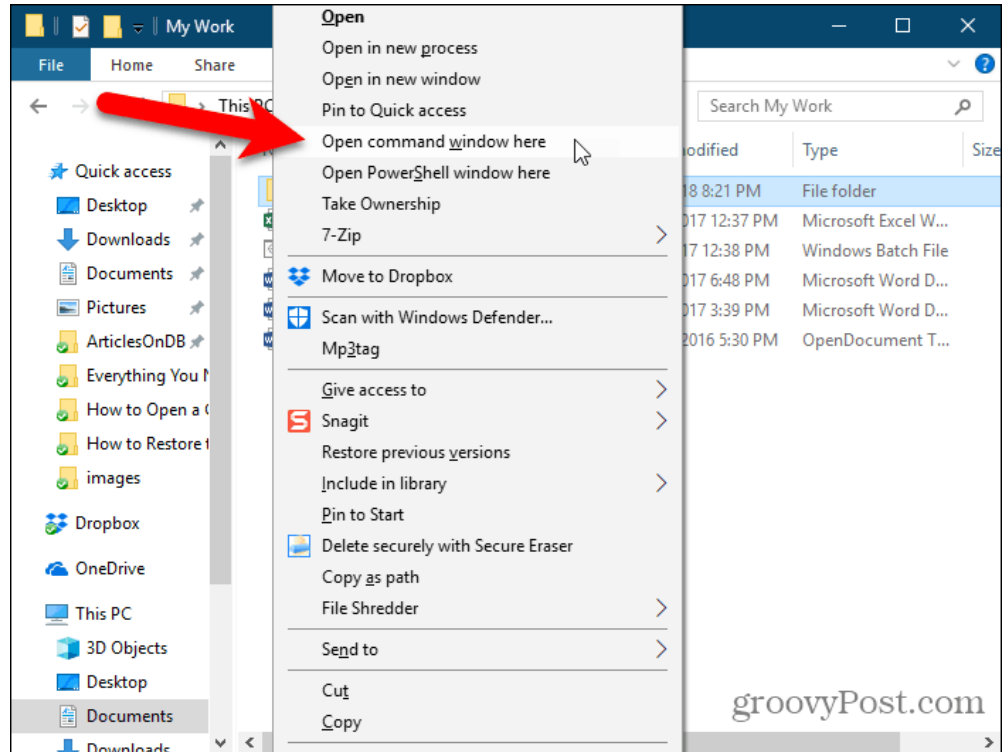 My Work
File Home Share
This PC
Search My Work
Quick access
Desktop
Downloads
Documents
Pictures
ArticlesOnDB
Everything You
How to Open a
How to Restore
images
Dropbox
OneDrive
This PC
3D Objects
Desktop
Documents
Downloads
Open
Open in new process
Open in new window
Pin to Quick access
Open command window here
Open PowerShell window here
Take Ownership
7-Zip
Move to Dropbox
Scan with Windows Defender...
Mp3tag
Give access to
Snagit
Restore previous versions
Include in library
Pin to Start
Delete securely with Secure Eraser
Copy as path
File Shredder
Send to
Cut
Copy
odified Type Size
18 8:21 PM File folder
017 12:37 PM Microsoft Excel W...
17 12:38 PM Windows Batch File
017 6:48 PM Microsoft Word D...
017 3:39 PM Microsoft Word D...
2016 5:30 PM OpenDocument T...
groovyPost.com